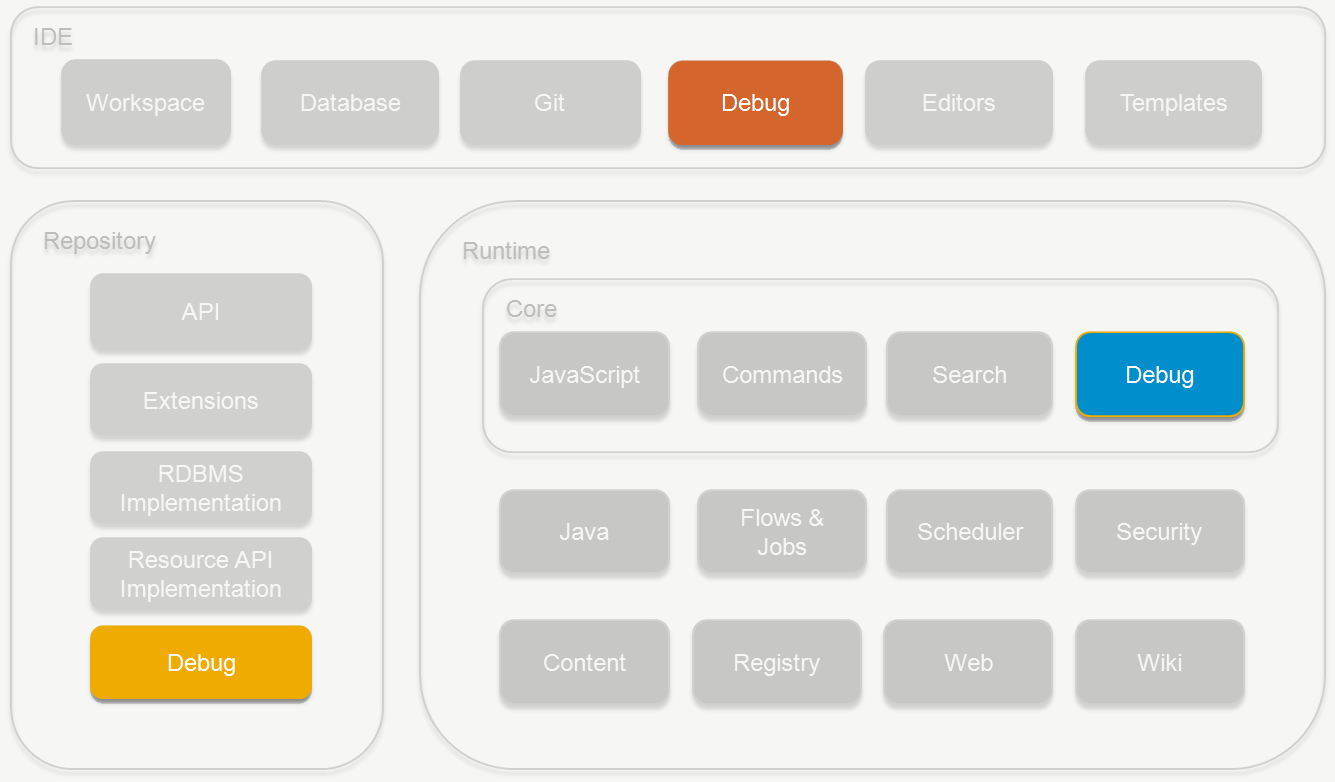 IDE
Workspace
Database
Git
Debug
Editors
Templates
Repository
API
Extensions
RDBMS
Implementation
Resource API
Implementation
Debug
Runtime
Core
JavaScript
Commands
Search
Debug
Java
Flows &
Jobs
Scheduler
Security
Content
Registry
Web
Wiki